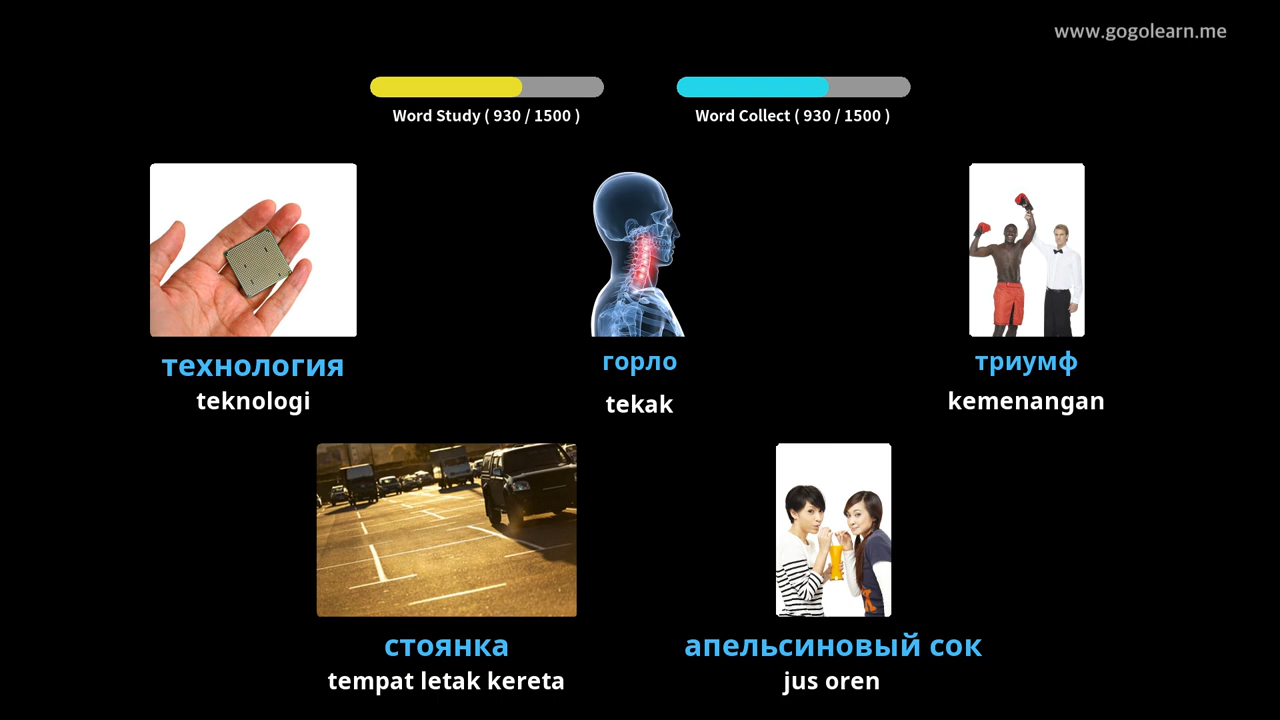 www.gogolearn.me
Word Study ( 930 / 1500 )
Word Collect ( 930 / 1500 )
технология
teknologi
горло
tekak
триумф
kemenangan
стоянка
tempat letak kereta
апельсиновый сок
jus oren